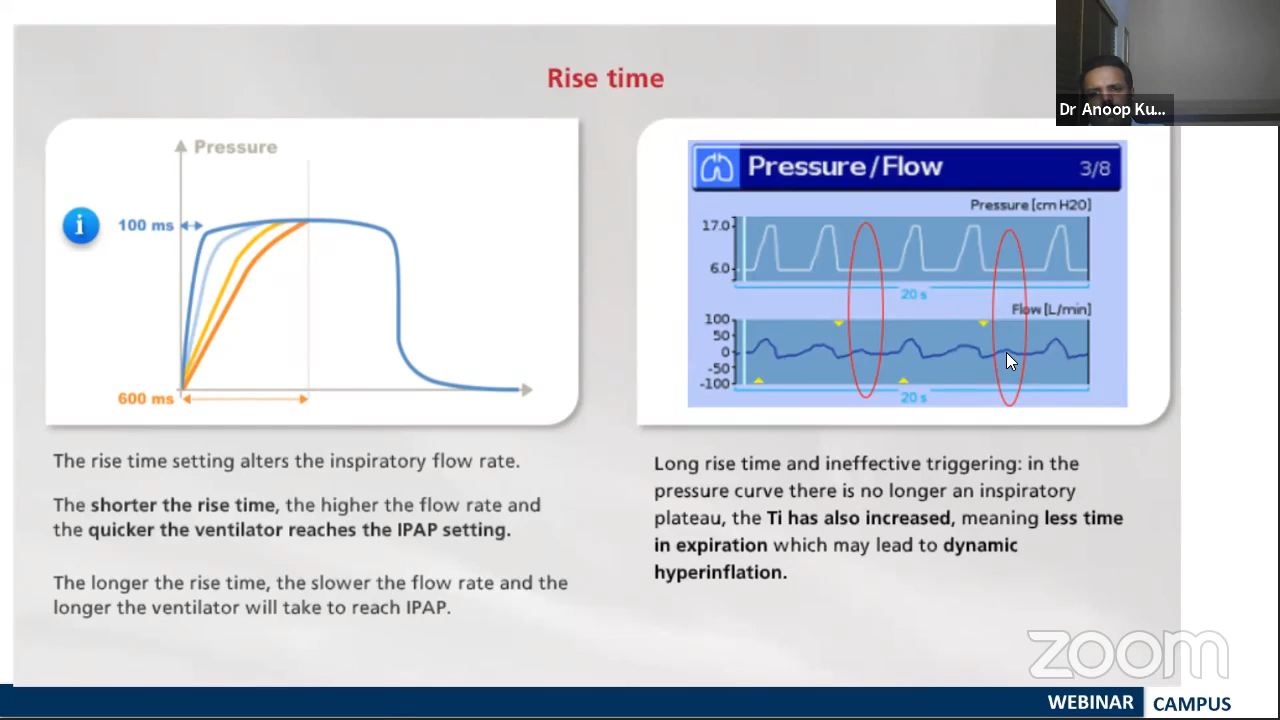 Rise time
Dr Anoop Ku...
Pressure
100 ms
600 ms
The rise time setting alters the inspiratory flow rate.
The shorter the rise time, the higher the flow rate and
the quicker the ventilator reaches the IPAP setting.
The longer the rise time, the slower the flow rate and the
longer the ventilator will take to reach IPAP.
Pressure/Flow 3/8
Pressure [cm H2O]
17.0
6.0
20 s
Flow [L/min]
100
50
0
-50
-100
20 s
Long rise time and ineffective triggering: in the
pressure curve there is no longer an inspiratory
plateau, the Ti has also increased, meaning less time
in expiration which may lead to dynamic
hyperinflation.
zoom
WEBINAR CAMPUS